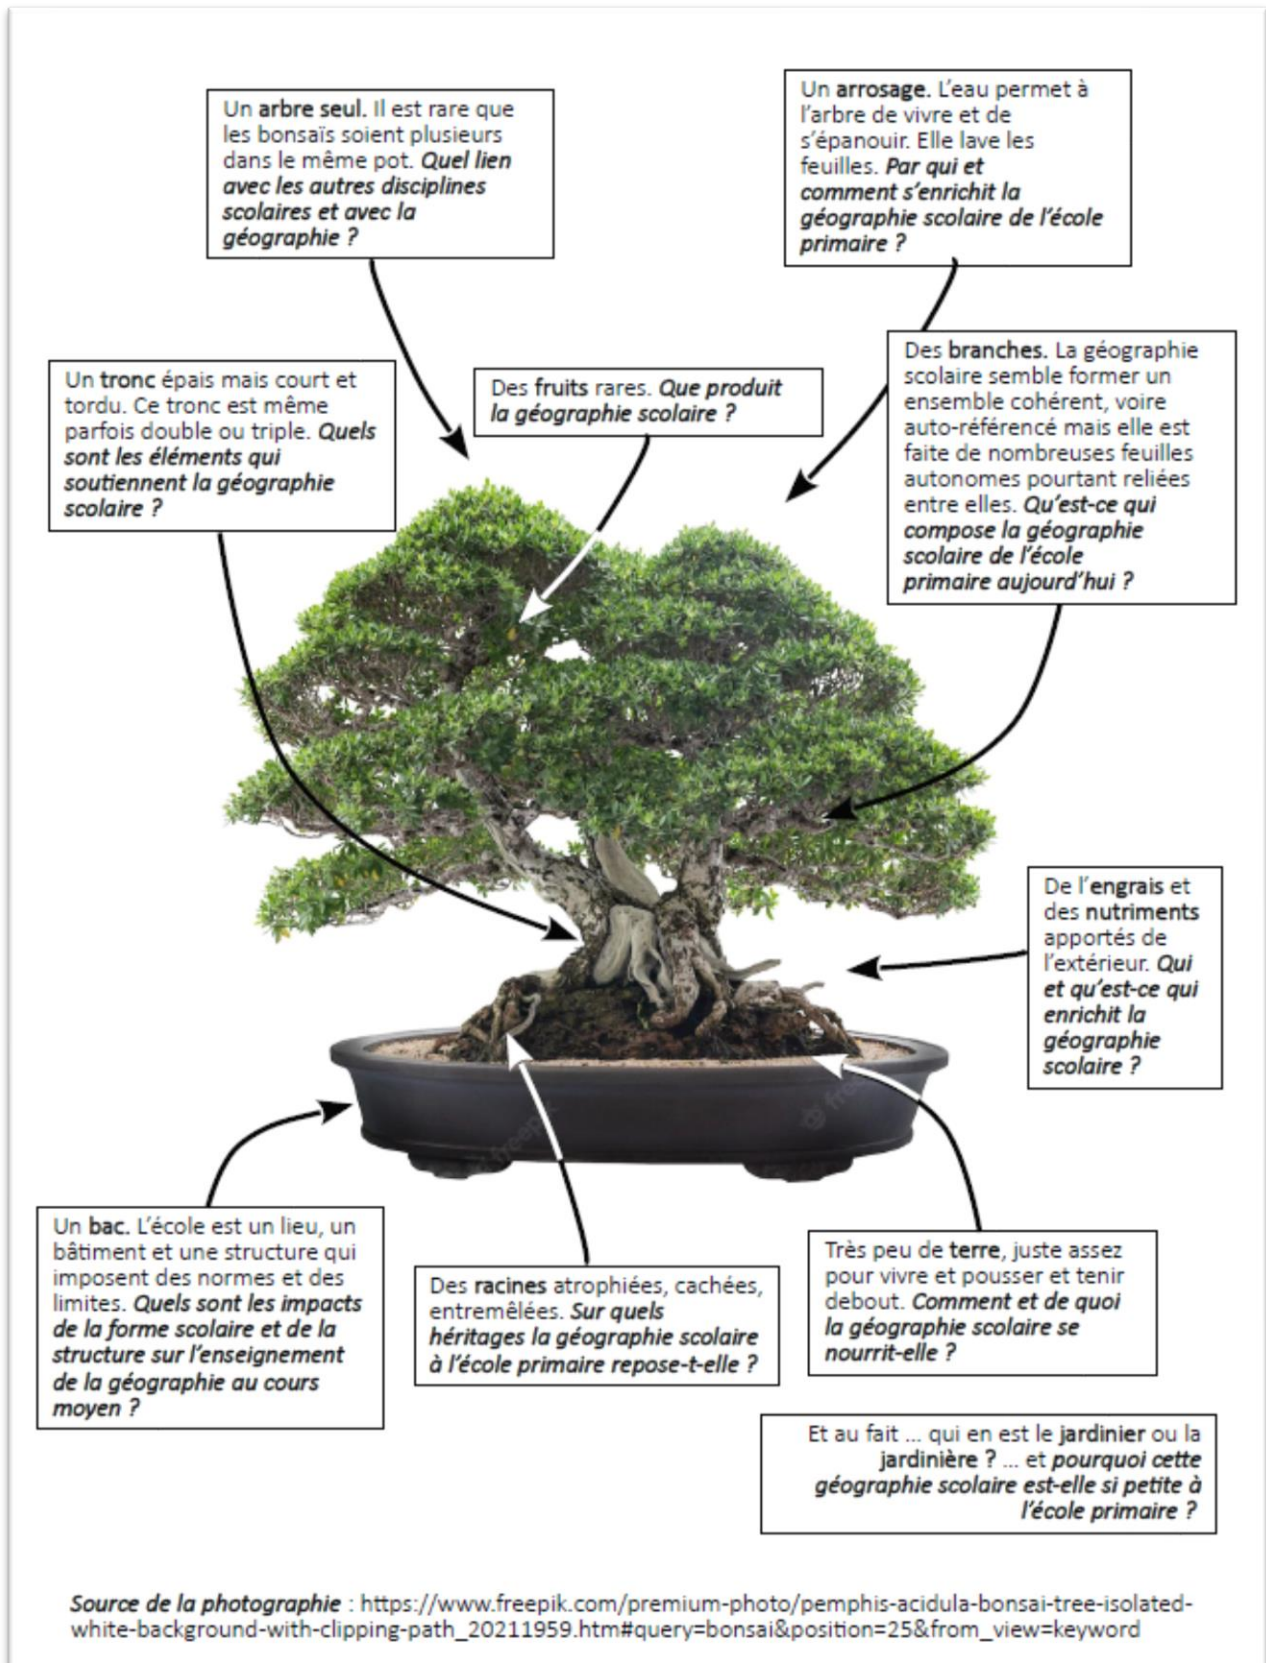 Un arbre seul. Il est rare que
les bonsaïs soient plusieurs
dans le même pot. Quel lien
avec les autres disciplines
scolaires et avec la
géographie ?
Un arrosage. L'eau permet à
l'arbre de vivre et de
s'épanouir. Elle lave les
feuilles. Par qui et
comment s'enrichit la
géographie scolaire de l'école
primaire ?
Un tronc épais mais court et
tordu. Ce tronc est même
parfois double ou triple. Quels
sont les éléments qui
soutiennent la géographie
scolaire ?
Des fruits rares. Que produit
la géographie scolaire ?
Des branches. La géographie
scolaire semble former un
ensemble cohérent, voire
auto-référencé mais elle est
faite de nombreuses feuilles
autonomes pourtant reliées
entre elles. Qu'est-ce qui
compose la géographie
scolaire de l'école
primaire aujourd'hui ?
De l'engrais et
des nutriments
apportés de
l'extérieur. Qui
et qu'est-ce qui
enrichit la
géographie
scolaire ?
Un bac. L'école est un lieu, un
bâtiment et une structure qui
imposent des normes et des
limites. Quels sont les impacts
de la forme scolaire et de la
structure sur l'enseignement
de la géographie au cours
moyen ?
Des racines atrophiées, cachées,
entremêlées. Sur quels
héritages la géographie scolaire
à l'école primaire repose-t-elle ?
Très peu de terre, juste assez
pour vivre et pousser et tenir
debout. Comment et de quoi
la géographie scolaire se
nourrit-elle ?
Et au fait ... qui en est le jardinier ou la
jardinière ? ... et pourquoi cette
géographie scolaire est-elle si petite à
l'école primaire ?
Source de la photographie : https://www.freepik.com/premium-photo/pemphis-acidula-bonsai-tree-isolated-
white-background-with-clipping-path_20211959.htm#query=bonsai&position=25&from_view=keyword